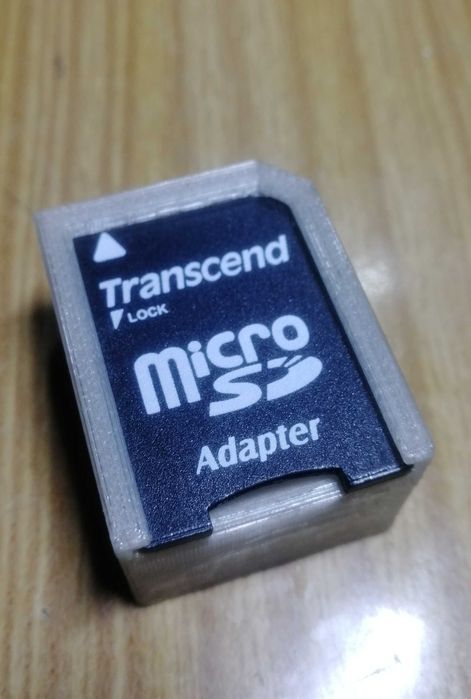 Transcend
LOCK
Micro
SD
Adapter